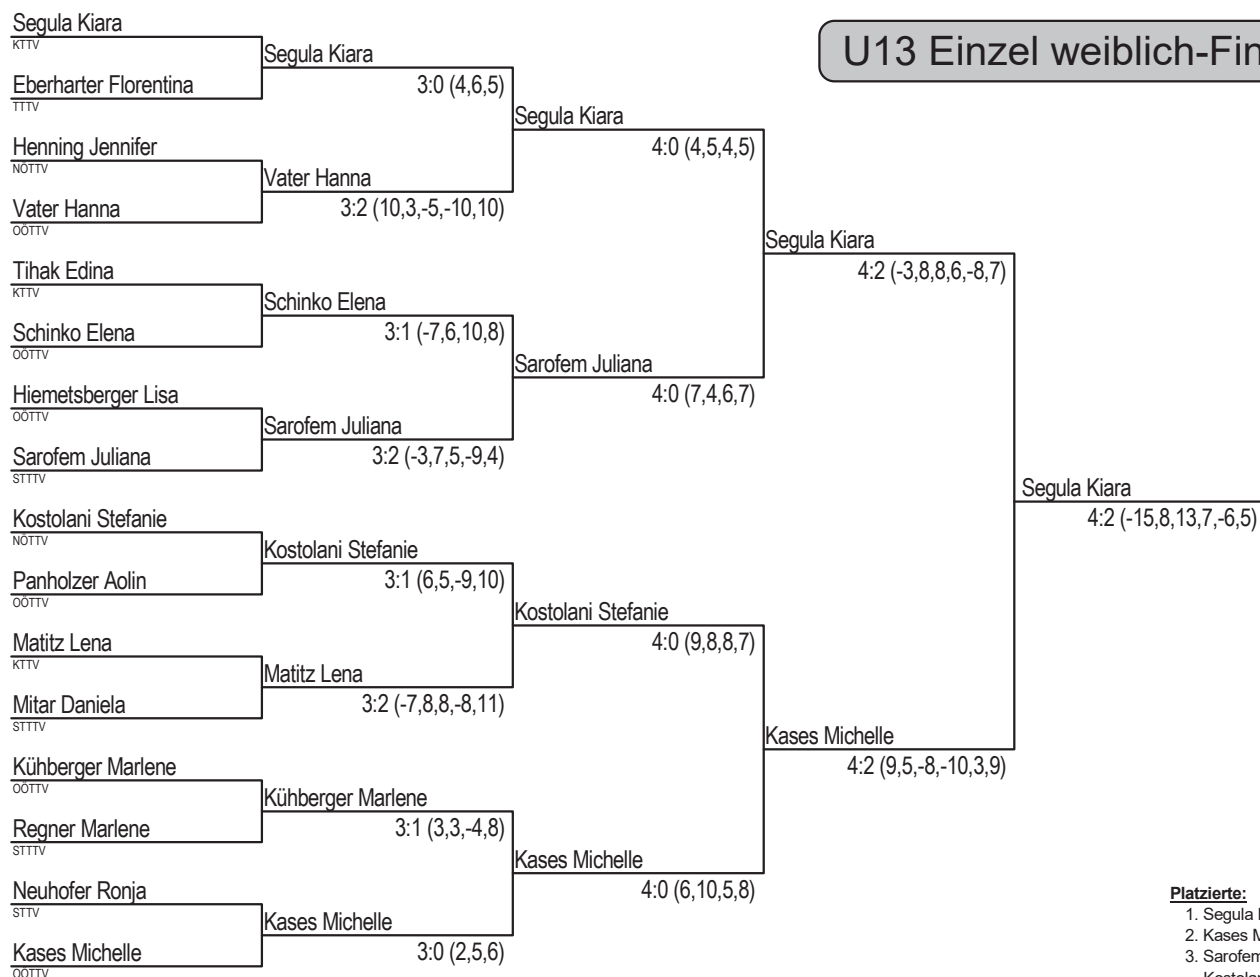 U13 Einzel weiblich-Fin
Segula Kiara
KTTV
Eberharter Florentina
TTTV
Henning Jennifer
NÖTTV
Vater Hanna
OÖTTV
Tihak Edina
KTTV
Schinko Elena
OÖTTV
Hiemetsberger Lisa
OÖTTV
Sarofem Juliana
STTTV
Kostolani Stefanie
NÖTTV
Panholzer Aolin
OÖTTV
Matitz Lena
KTTV
Mitar Daniela
STTTV
Kühberger Marlene
OÖTTV
Regner Marlene
STTTV
Neuhofer Ronja
STTV
Kases Michelle
OÖTTV
Segula Kiara
3:0 (4,6,5)
Vater Hanna
3:2 (10,3,-5,-10,10)
Schinko Elena
3:1 (-7,6,10,8)
Sarofem Juliana
3:2 (-3,7,5,-9,4)
Kostolani Stefanie
3:1 (6,5,-9,10)
Matitz Lena
3:2 (-7,8,8,-8,11)
Kühberger Marlene
3:1 (3,3,-4,8)
Kases Michelle
3:0 (2,5,6)
Segula Kiara
4:0 (4,5,4,5)
Sarofem Juliana
4:0 (7,4,6,7)
Kostolani Stefanie
4:0 (9,8,8,7)
Kases Michelle
4:0 (6,10,5,8)
Segula Kiara
4:2 (-3,8,8,6,-8,7)
Kases Michelle
4:2 (9,5,-8,-10,3,9)
Segula Kiara
4:2 (-15,8,13,7,-6,5)
Platzierte:
1. Segula
2. Kases M
3. Sarofem